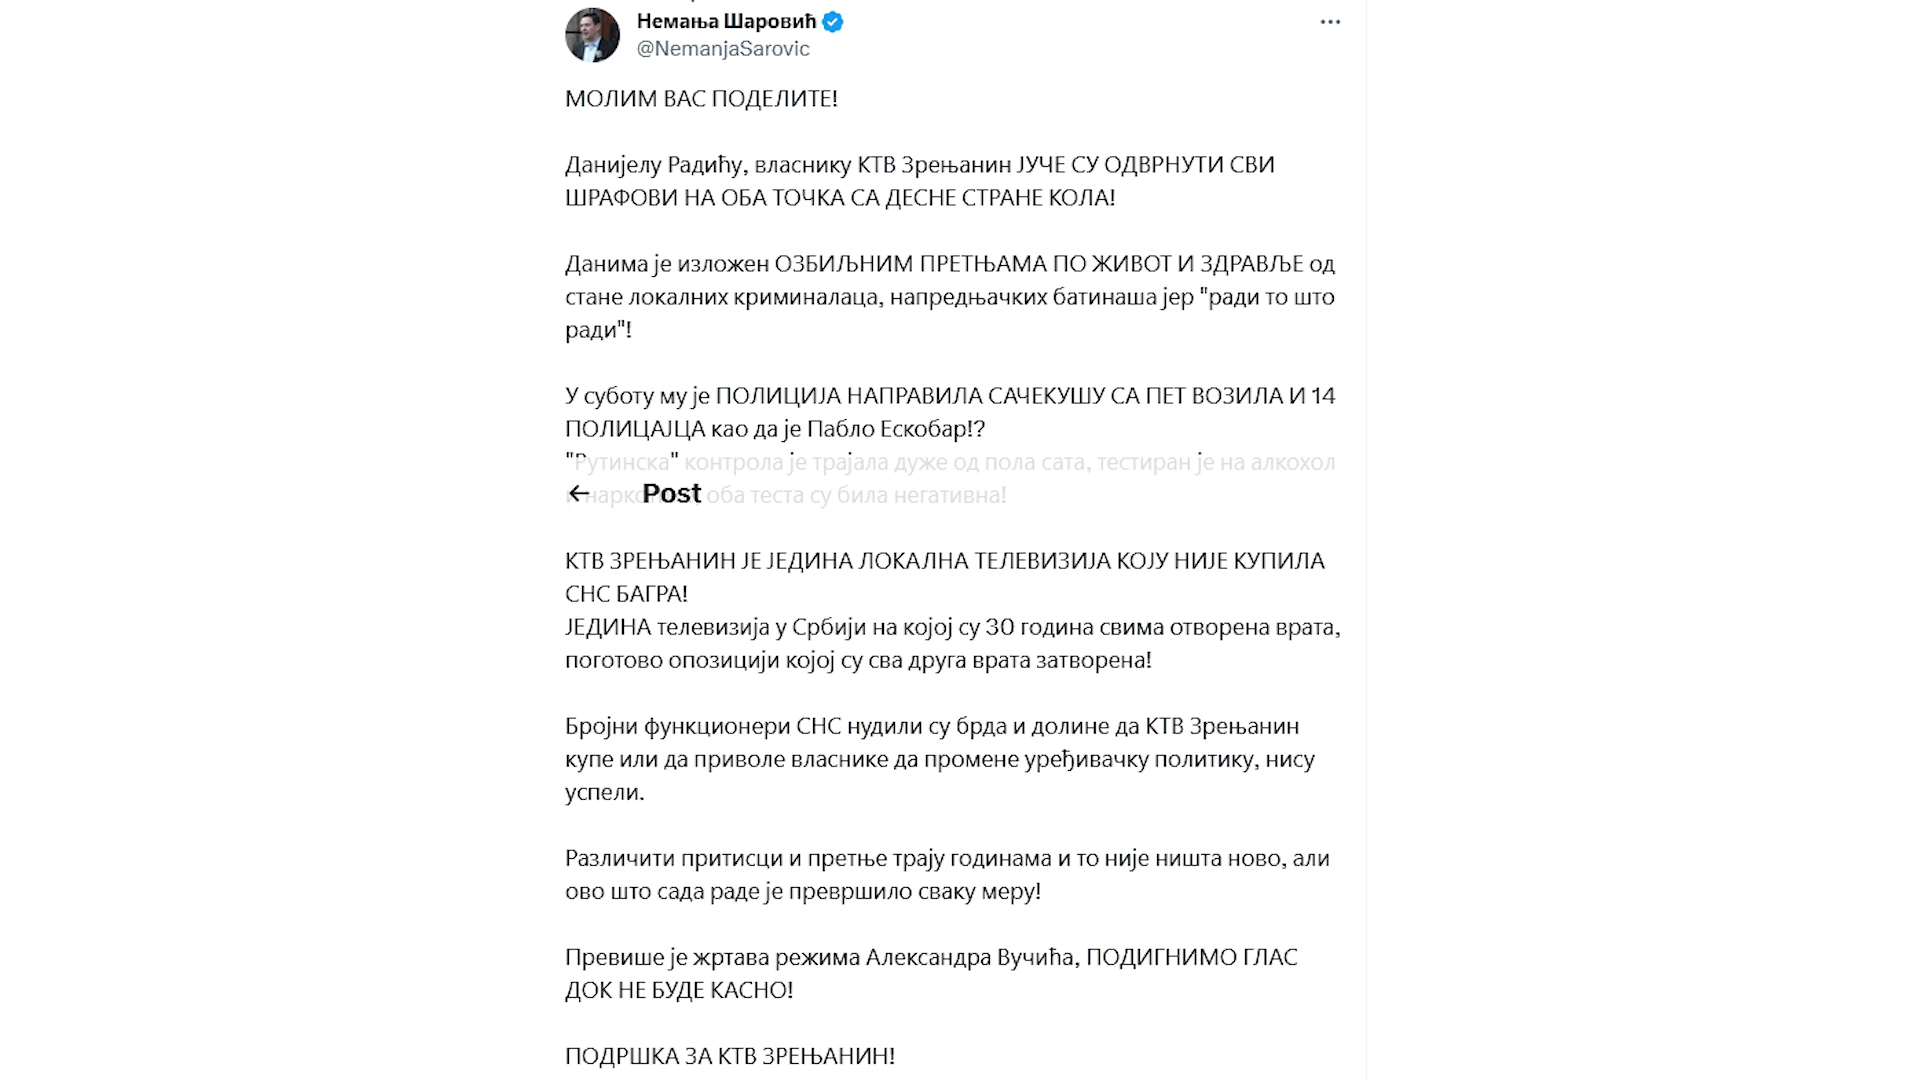 Немања Шаровић
@NemanjaSarovic
МОЛИМ ВАС ПОДЕЛИТЕ!
Данијелу Радићу, власнику КТВ Зрењанин ЈУЧЕ СУ ОДВРНУТИ СВИ
ШРАФОВИ НА ОБА ТОЧКА СА ДЕСНЕ СТРАНЕ КОЛА!
Данима је изложен ОЗБИЉНИМ ПРЕТЊАМА ПО ЖИВОТ И ЗДРАВЉЕ од
стане локалних криминалаца, напредњачких батинаша јер "ради то што
ради"!
У суботу му је ПОЛИЦИЈА НАПРАВИЛА САЧЕКУШУ СА ПЕТ ВОЗИЛА И 14
ПОЛИЦАЈЦА као да је Пабло Ескобар!?
"Рутинска" контрола је трајала дуже од пола сата, тестиран је на алкохол
Post оба теста су била негативна!
КТВ ЗРЕЊАНИН ЈЕ ЈЕДИНА ЛОКАЛНА ТЕЛЕВИЗИЈА КОЈУ НИЈЕ КУПИЛА
СНС БАГРА!
ЈЕДИНА телевизија у Србији на којој су 30 година свима отворена врата,
поготово опозицији којој су сва друга врата затворена!
Бројни функционери СНС нудили су брда и долине да КТВ Зрењанин
купе или да приволе власнике да промене уређивачку политику, нису
успели.
Различити притисци и претње трају годинама и то није ништа ново, али
ово што сада раде је превршило сваку меру!
Превише је жртава режима Александра Вучића, ПОДИГНИМО ГЛАС
ДОК НЕ БУДЕ КАСНО!
ПОДРШКА ЗА КТВ ЗРЕЊАНИН!